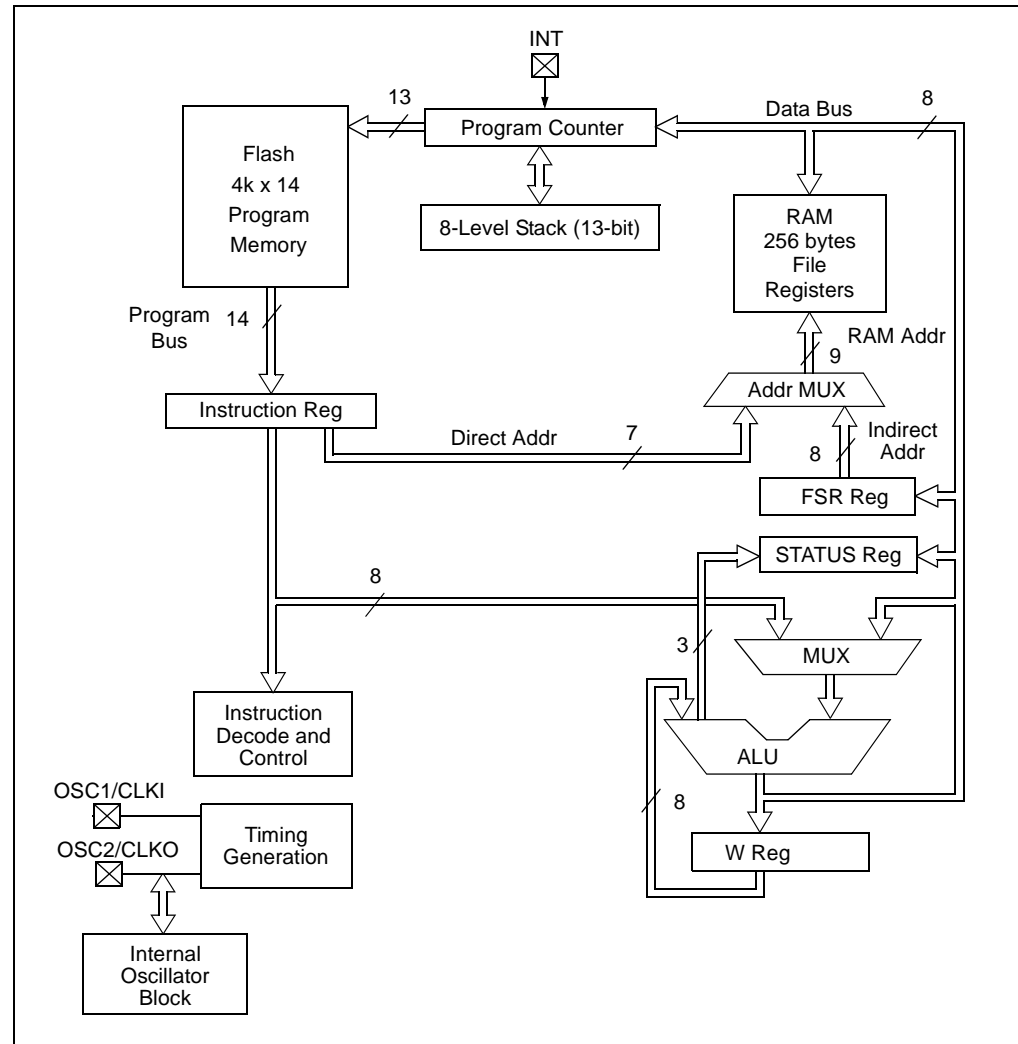 INT
13
Program Counter
Data Bus
8
Flash
4k x 14
Program
Memory
8-Level Stack (13-bit)
RAM
256 bytes
File
Registers
Program
Bus
14
RAM Addr
9
Addr MUX
Instruction Reg
Direct Addr
7
Indirect
Addr
8
FSR Reg
STATUS Reg
8
3
MUX
Instruction
Decode and
Control
ALU
8
OSC1/CLKI
Timing
Generation
OSC2/CLKO
W Reg
Internal
Oscillator
Block